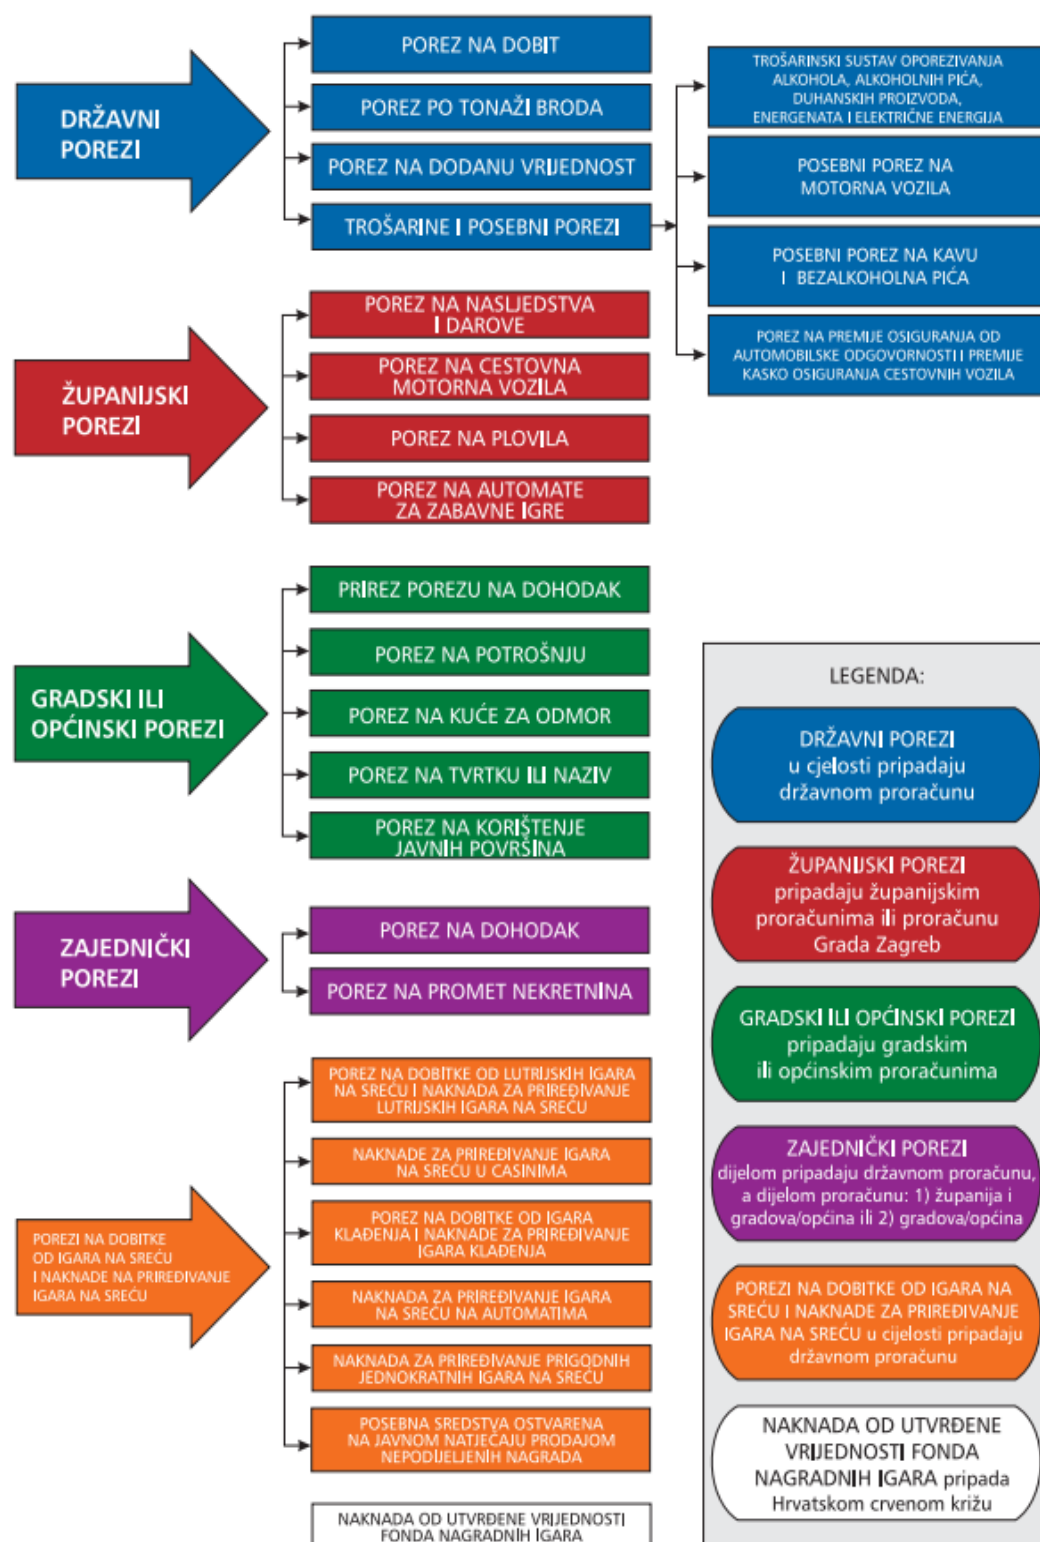 DRŽAVNI
POREZI
POREZ NA DOBIT
POREZ PO TONAŽI BRODA
POREZ NA DODANU VRIJEDNOST
TROŠARINE I POSEBNI POREZI
TROŠARINSKI SUSTAV OPOREZIVANJA
ALKOHOLA, ALKOHOLNIH PIĆA,
DUHANSKIH PROIZVODA,
ENERGENATA I ELEKTRIČNE ENERGIJA
POSEBNI POREZ NA
MOTORNA VOZILA
POSEBNI POREZ NA KAVU
I BEZALKOHOLNA PIĆA
POREZ NA PREMIJE OSIGURANJA OD
AUTOMOBILSKE ODGOVORNOSTI I PREMIJE
KASKO OSIGURANJA CESTOVNIH VOZILA
ŽUPANIJSKI
POREZI
POREZ NA NASLJEDSTVA
I DAROVE
POREZ NA CESTOVNA
MOTORNA VOZILA
POREZ NA PLOVILA
POREZ NA AUTOMATE
ZA ZABAVNE IGRE
GRADSKI ILI
OPĆINSKI POREZI
PRIREZ POREZU NA DOHODAK
POREZ NA POTROŠNJU
POREZ NA KUĆE ZA ODMOR
POREZ NA TVRTKU ILI NAZIV
POREZ NA KORIŠTENJE
JAVNIH POVRŠINA
ZAJEDNIČKI
POREZI
POREZ NA DOHODAK
POREZ NA PROMET NEKRETNINA
POREZI NA DOBITKE
OD IGARA NA SREĆU
I NAKNADE NA PRIREĐIVANJE
IGARA NA SREĆU
POREZ NA DOBITKE OD LUTRIJSKIH IGARA
NA SREĆU I NAKNADA ZA PRIREĐIVANJE
LUTRIJSKIH IGARA NA SREĆU
NAKNADE ZA PRIREĐIVANJE IGARA
NA SREĆU U CASINIMA
POREZ NA DOBITKE OD IGARA
KLAĐENJA I NAKNADE ZA PRIREĐIVANJE
IGARA KLAĐENJA
NAKNADA ZA PRIREĐIVANJE IGARA
NA SREĆU NA AUTOMATIMA
NAKNADA ZA PRIREĐIVANJE PRIGODNIH
JEDNOKRATNIH IGARA NA SREĆU
POSEBNA SREDSTVA OSTVARENA
NA JAVNOM NATJEČAJU PRODAJOM
NEPODIJELJENIH NAGRADA
NAKNADA OD UTVRĐENE VRIJEDNOSTI
FONDA NAGRADNIH IGARA
LEGENDA:
DRŽAVNI POREZI
u cjelosti pripadaju
državnom proračunu
ŽUPANIJSKI POREZI
pripadaju županijskim
proračunima ili proračunu
Grada Zagreb
GRADSKI ILI OPĆINSKI POREZI
pripadaju gradskim
ili općinskim proračunima
ZAJEDNIČKI POREZI
dijelom pripadaju državnom proračunu,
a dijelom proračunu: 1) županija i
gradova/općina ili 2) gradova/općina
POREZI NA DOBITKE OD IGARA NA
SREĆU I NAKNADE ZA PRIREĐIVANJE
IGARA NA SREĆU u cijelosti pripadaju
državnom proračunu
NAKNADA OD UTVRĐENE
VRIJEDNOSTI FONDA
NAGRADNIH IGARA pripada
Hrvatskom crvenom križu